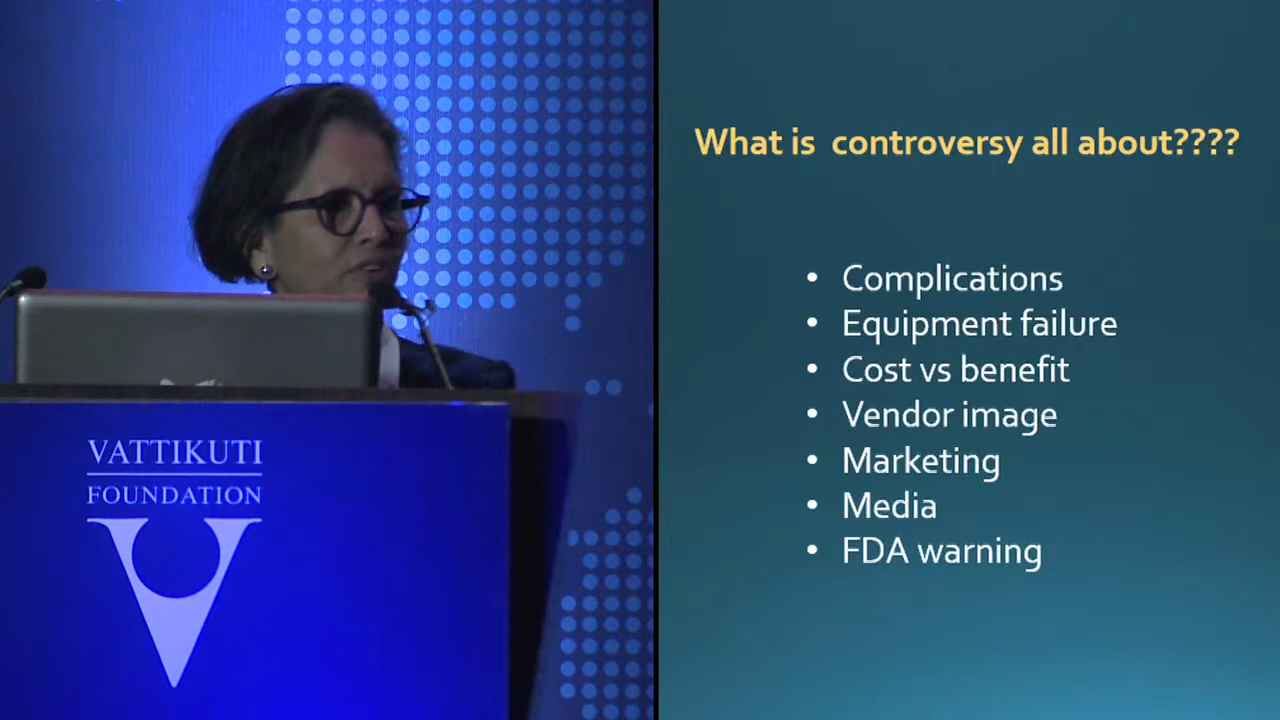 VATTIKUTI
FOUNDATION
What is controversy all about????
• Complications
• Equipment failure
• Cost vs benefit
• Vendor image
• Marketing
• Media
• FDA warning